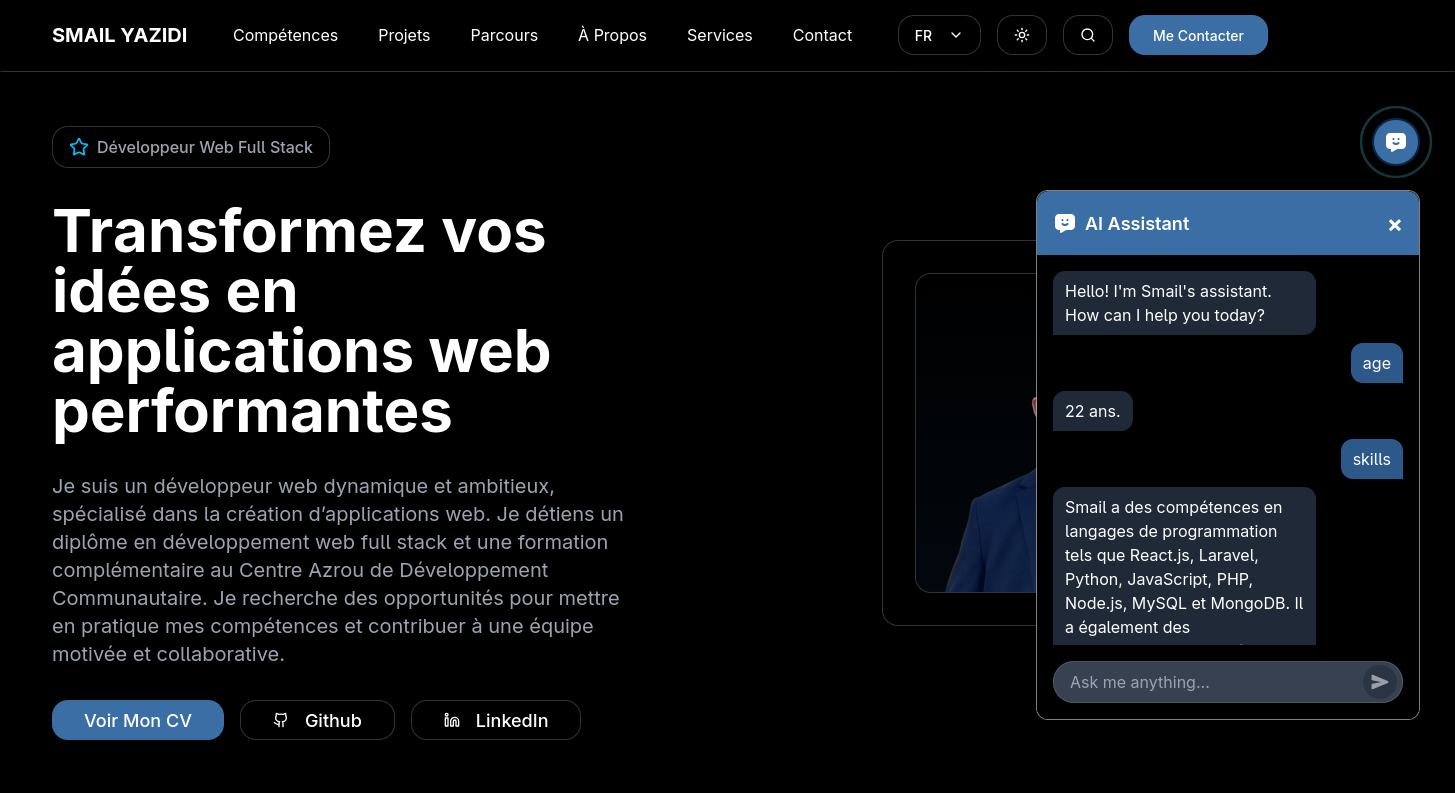 SMAIL YAZIDI
Compétences
Projets
Parcours
À Propos
Services
Contact
FR
Me Contacter
Développeur Web Full Stack
Transformez vos
idées en
applications web
performantes
Je suis un développeur web dynamique et ambitieux,
spécialisé dans la création d’applications web. Je détiens un
diplôme en développement web full stack et une formation
complémentaire au Centre Azrou de Développement
Communautaire. Je recherche des opportunités pour mettre
en pratique mes compétences et contribuer à une équipe
motivée et collaborative.
Voir Mon CV
Github
LinkedIn
AI Assistant
Hello! I'm Smail's assistant.
How can I help you today?
age
22 ans.
skills
Smail a des compétences en
langages de programmation
tels que React.js, Laravel,
Python, JavaScript, PHP,
Node.js, MySQL et MongoDB. Il
a également des
Ask me anything...